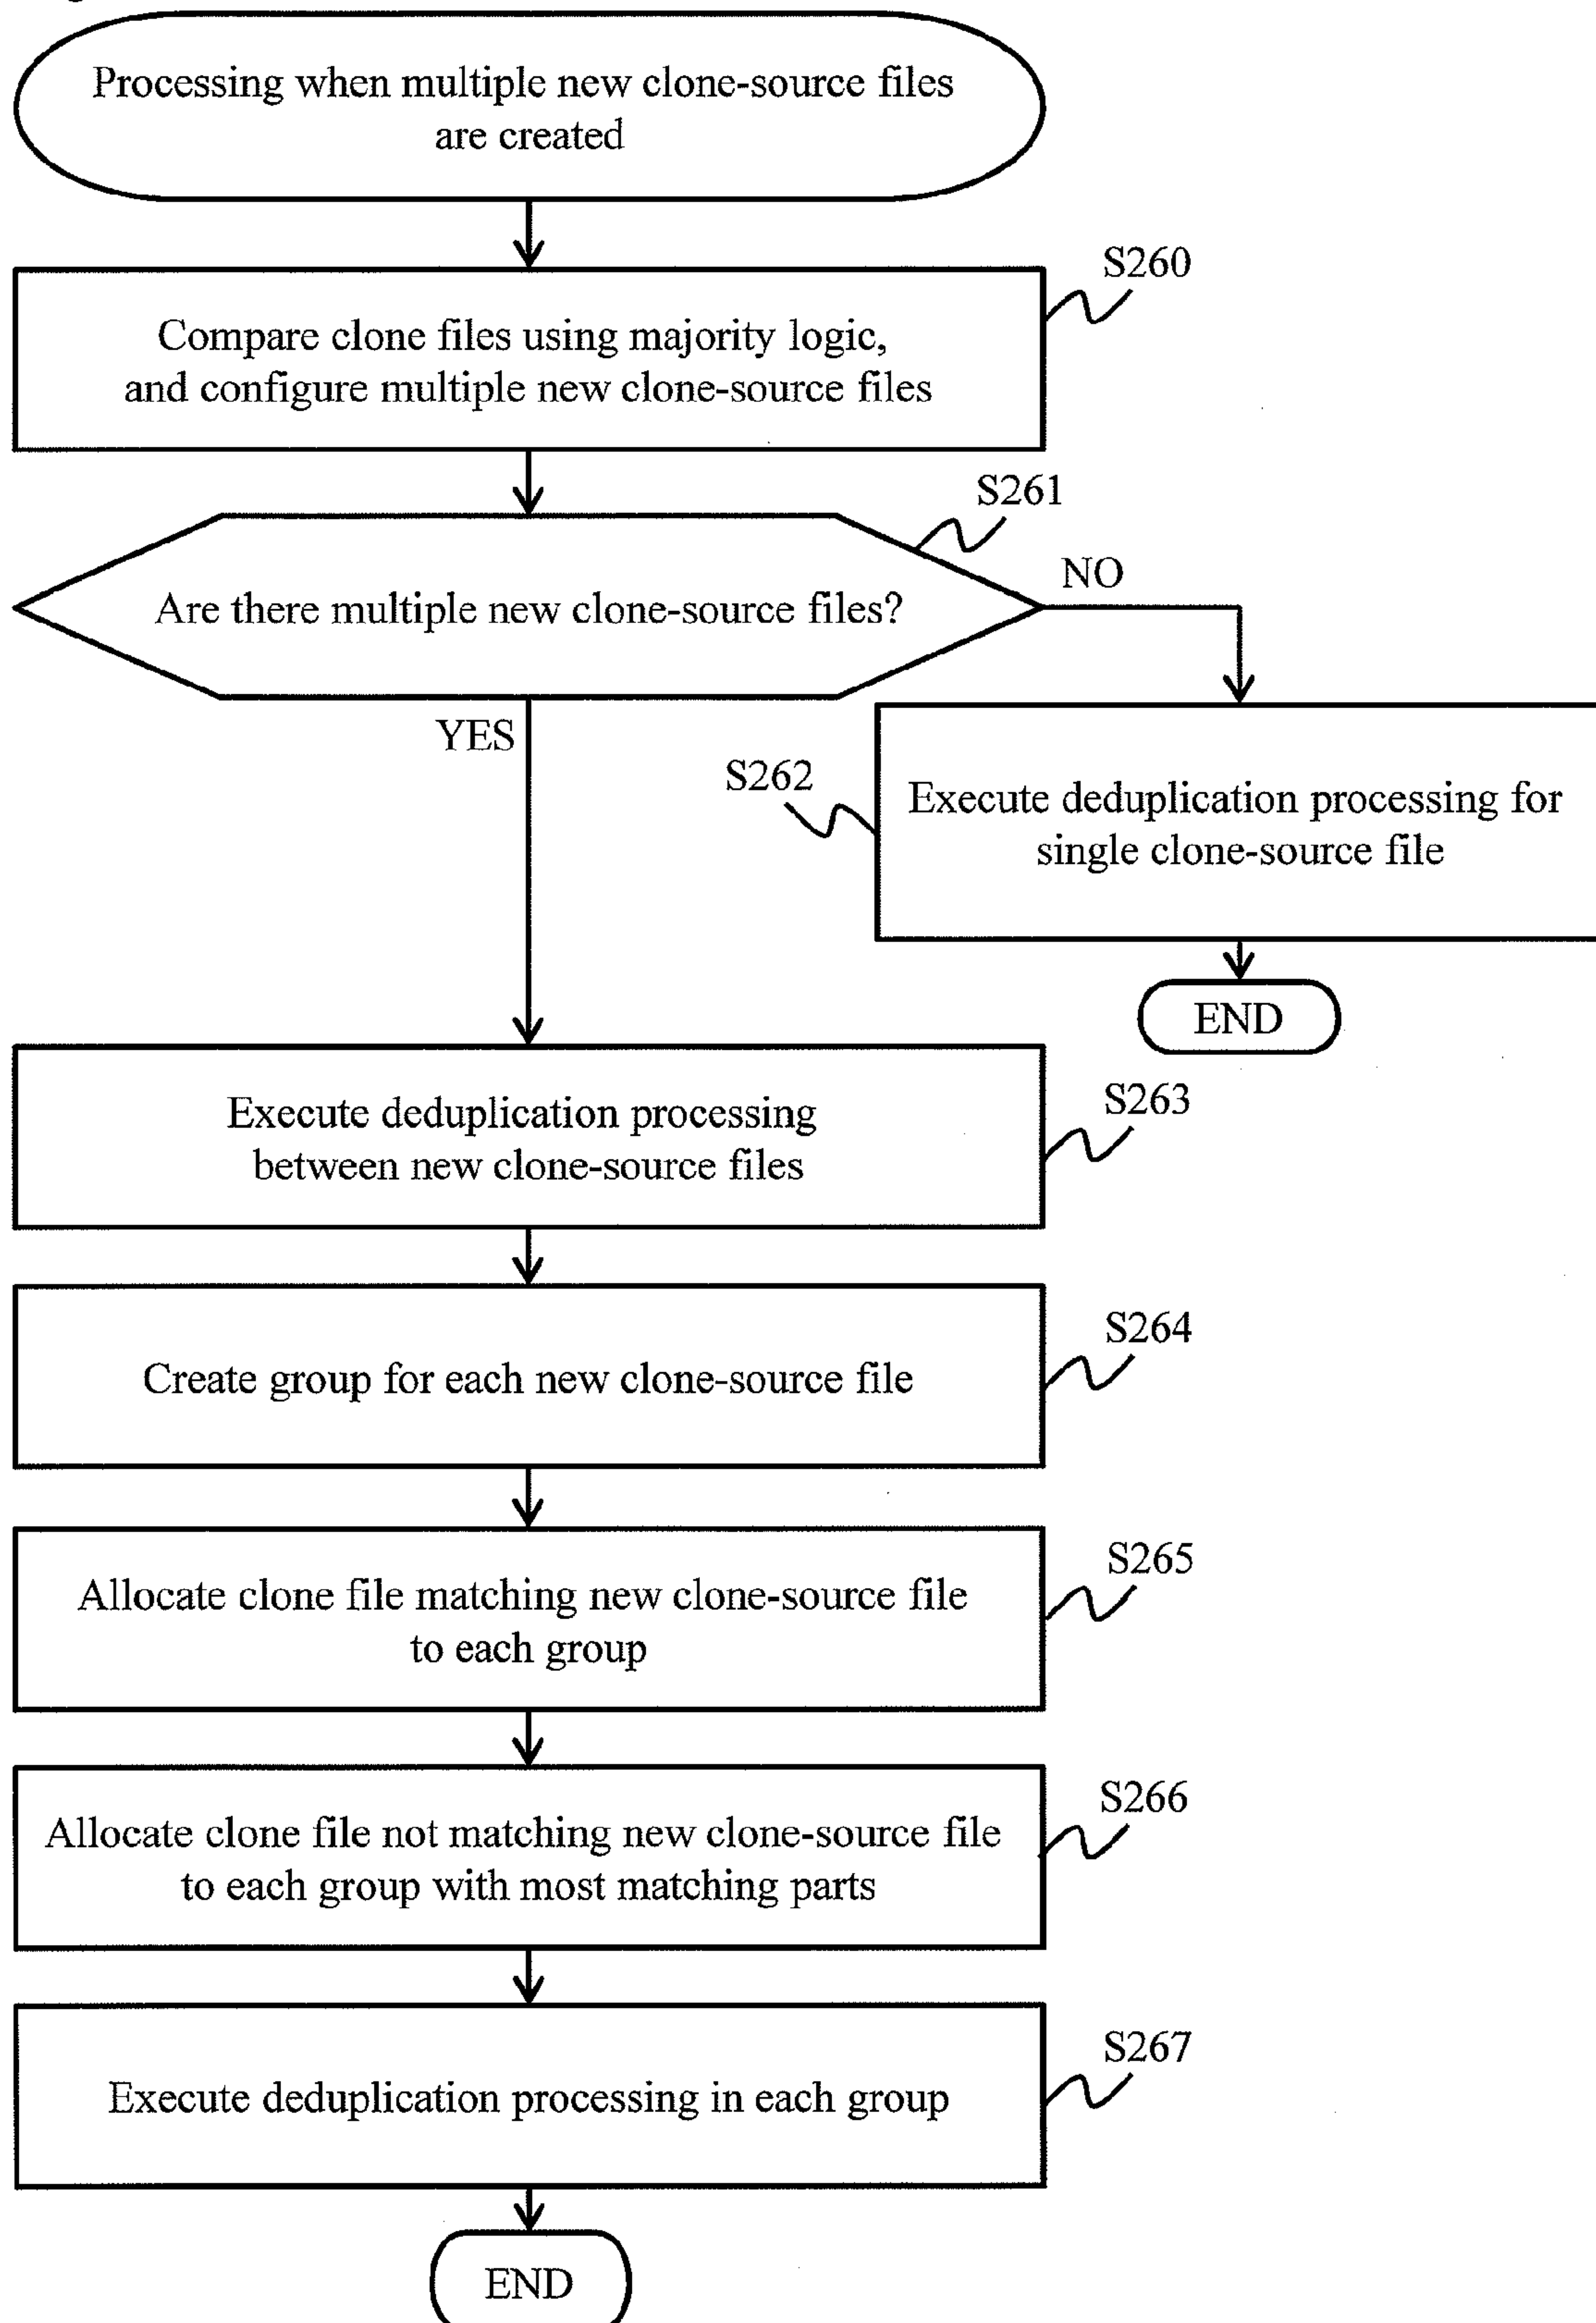 Processing when multiple new clone-source files
are created
S260
Compare clone files using majority logic,
and configure multiple new clone-source files
S261
Are there multiple new clone-source files?
NO
YES
S262
Execute deduplication processing for
single clone-source file
END
Execute deduplication processing
between new clone-source files
S263
Create group for each new clone-source file
S264
Allocate clone file matching new clone-source file
to each group
S265
Allocate clone file not matching new clone-source file
to each group with most matching parts
S266
Execute deduplication processing in each group
S267
END